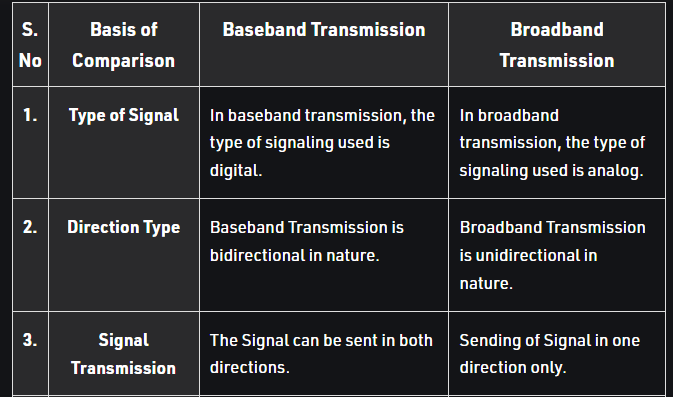 S. No
Basis of Comparison
Baseband Transmission
Broadband Transmission
1.
Type of Signal
In baseband transmission, the
type of signaling used is
digital.
In broadband
transmission, the type of
signaling used is analog.
2.
Direction Type
Baseband Transmission is
bidirectional in nature.
Broadband Transmission
is unidirectional in
nature.
3.
Signal
Transmission
The Signal can be sent in both
directions.
Sending of Signal in one
direction only.